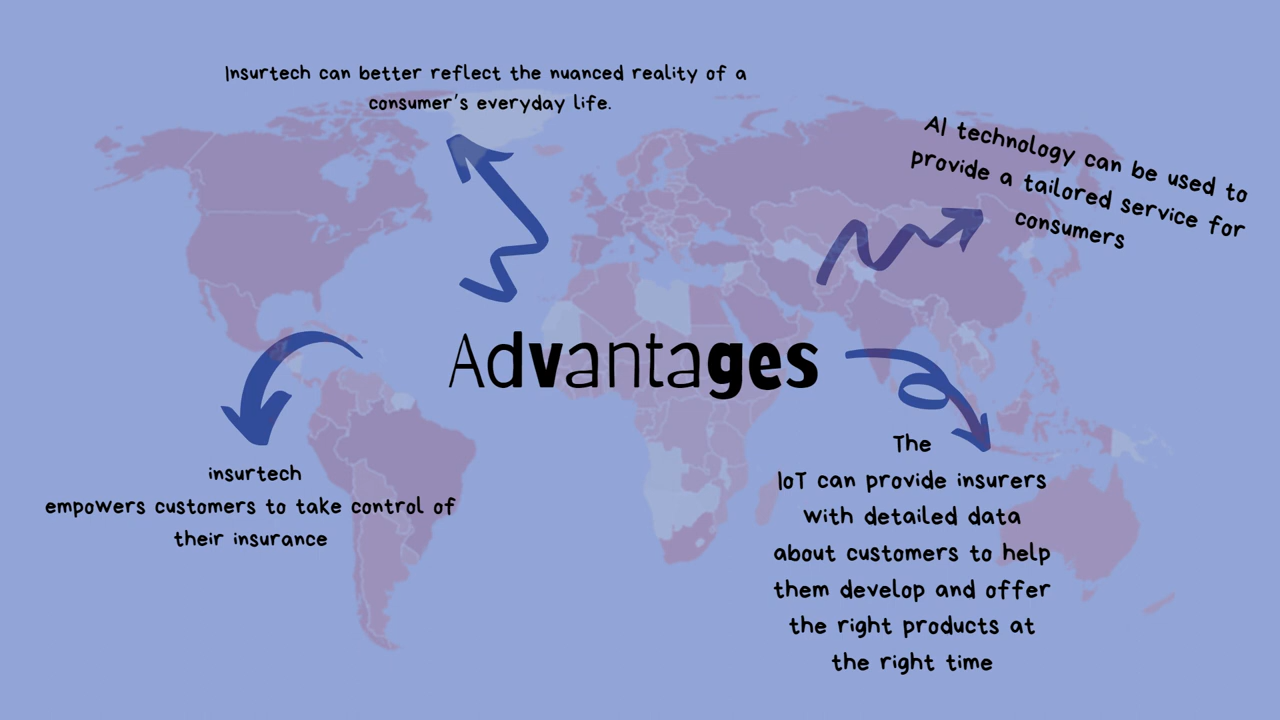 Insurtech can better reflect the nuanced reality of a
consumer's everyday life.
AI technology can be used to
provide a tailored service for
consumers
Advantages
insurtech
empowers customers to take control of
their insurance
The
IoT can provide insurers
with detailed data
about customers to help
them develop and offer
the right products at
the right time